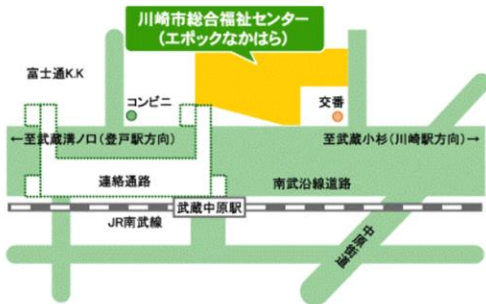 川崎市総合福祉センター
(エポックなかはら)
富士通K.K
コンビニ
交番
←至武蔵溝ノ口(登戸駅方向)
至武蔵小杉(川崎駅方向)→
連絡通路
南武沿線道路
武蔵中原駅
JR南武線
中原街道